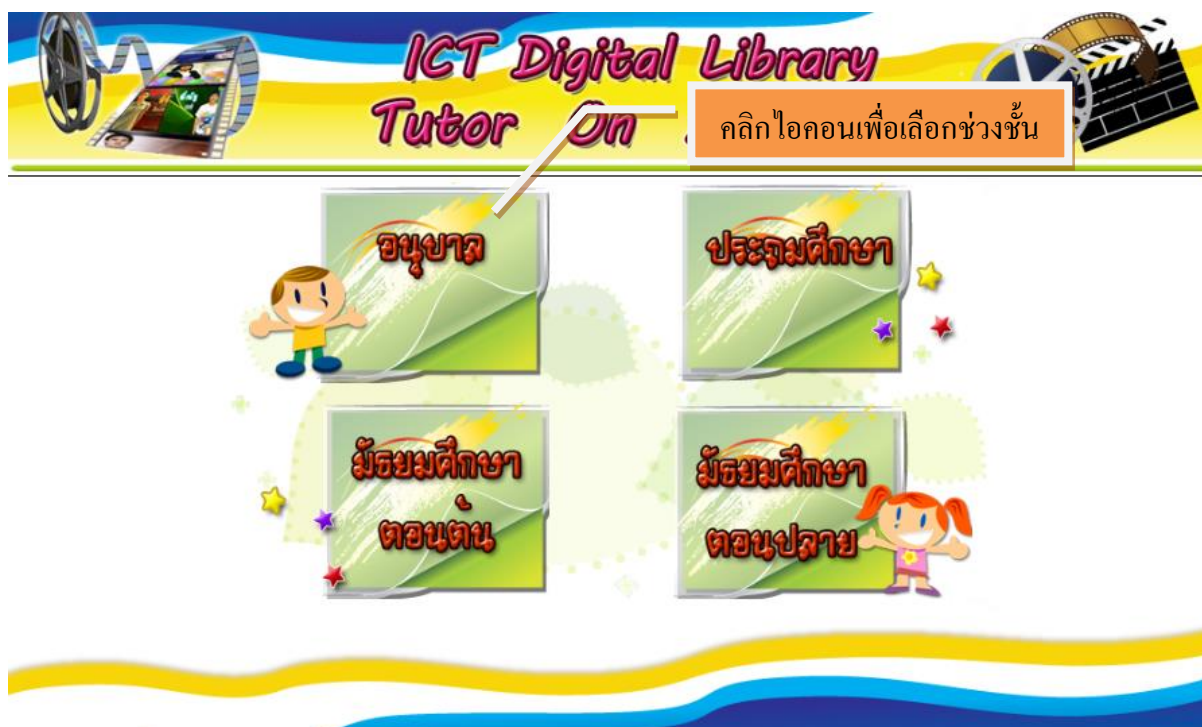 ICT Digital Library
Tutor On
คลิกไอคอนเพื่อเลือกช่วงชั้น
อนุบาล
ประถมศึกษา
มัธยมศึกษา
ตอนต้น
มัธยมศึกษา
ตอนปลาย